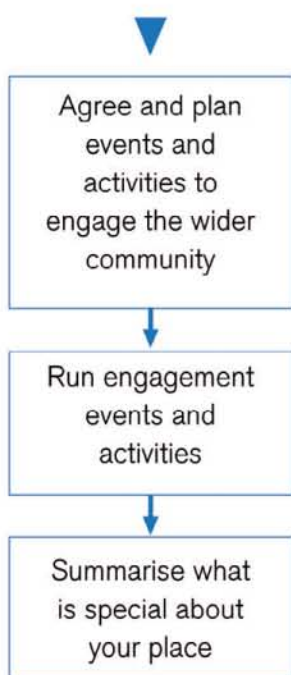 Agree and plan
events and
activities to
engage the wider
community
Run engagement
events and
activities
Summarise what
is special about
your place